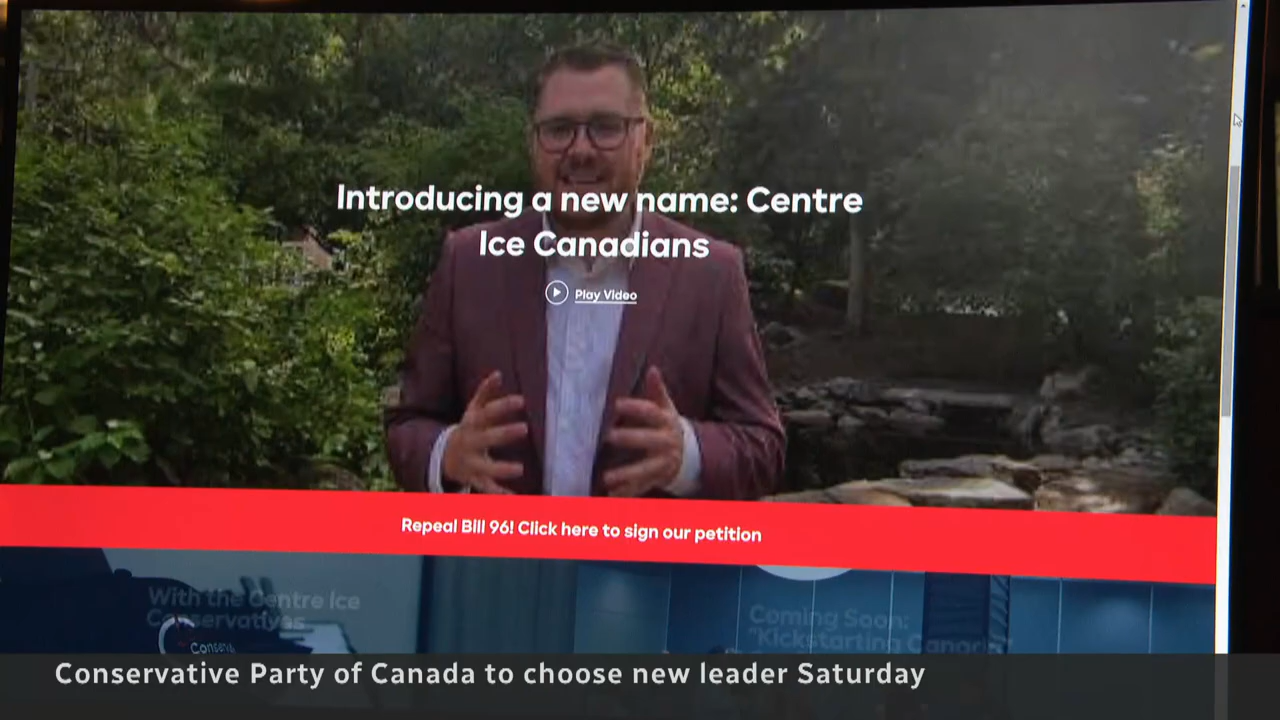 Introducing a new name: Centre
Ice Canadians
Play Video
Repeal Bill 96! Click here to sign our petition
With the Centre Ice
Conservatives
Coming Soon:
"Kickstarting Canada
Conservative Party of Canada to choose new leader Saturday